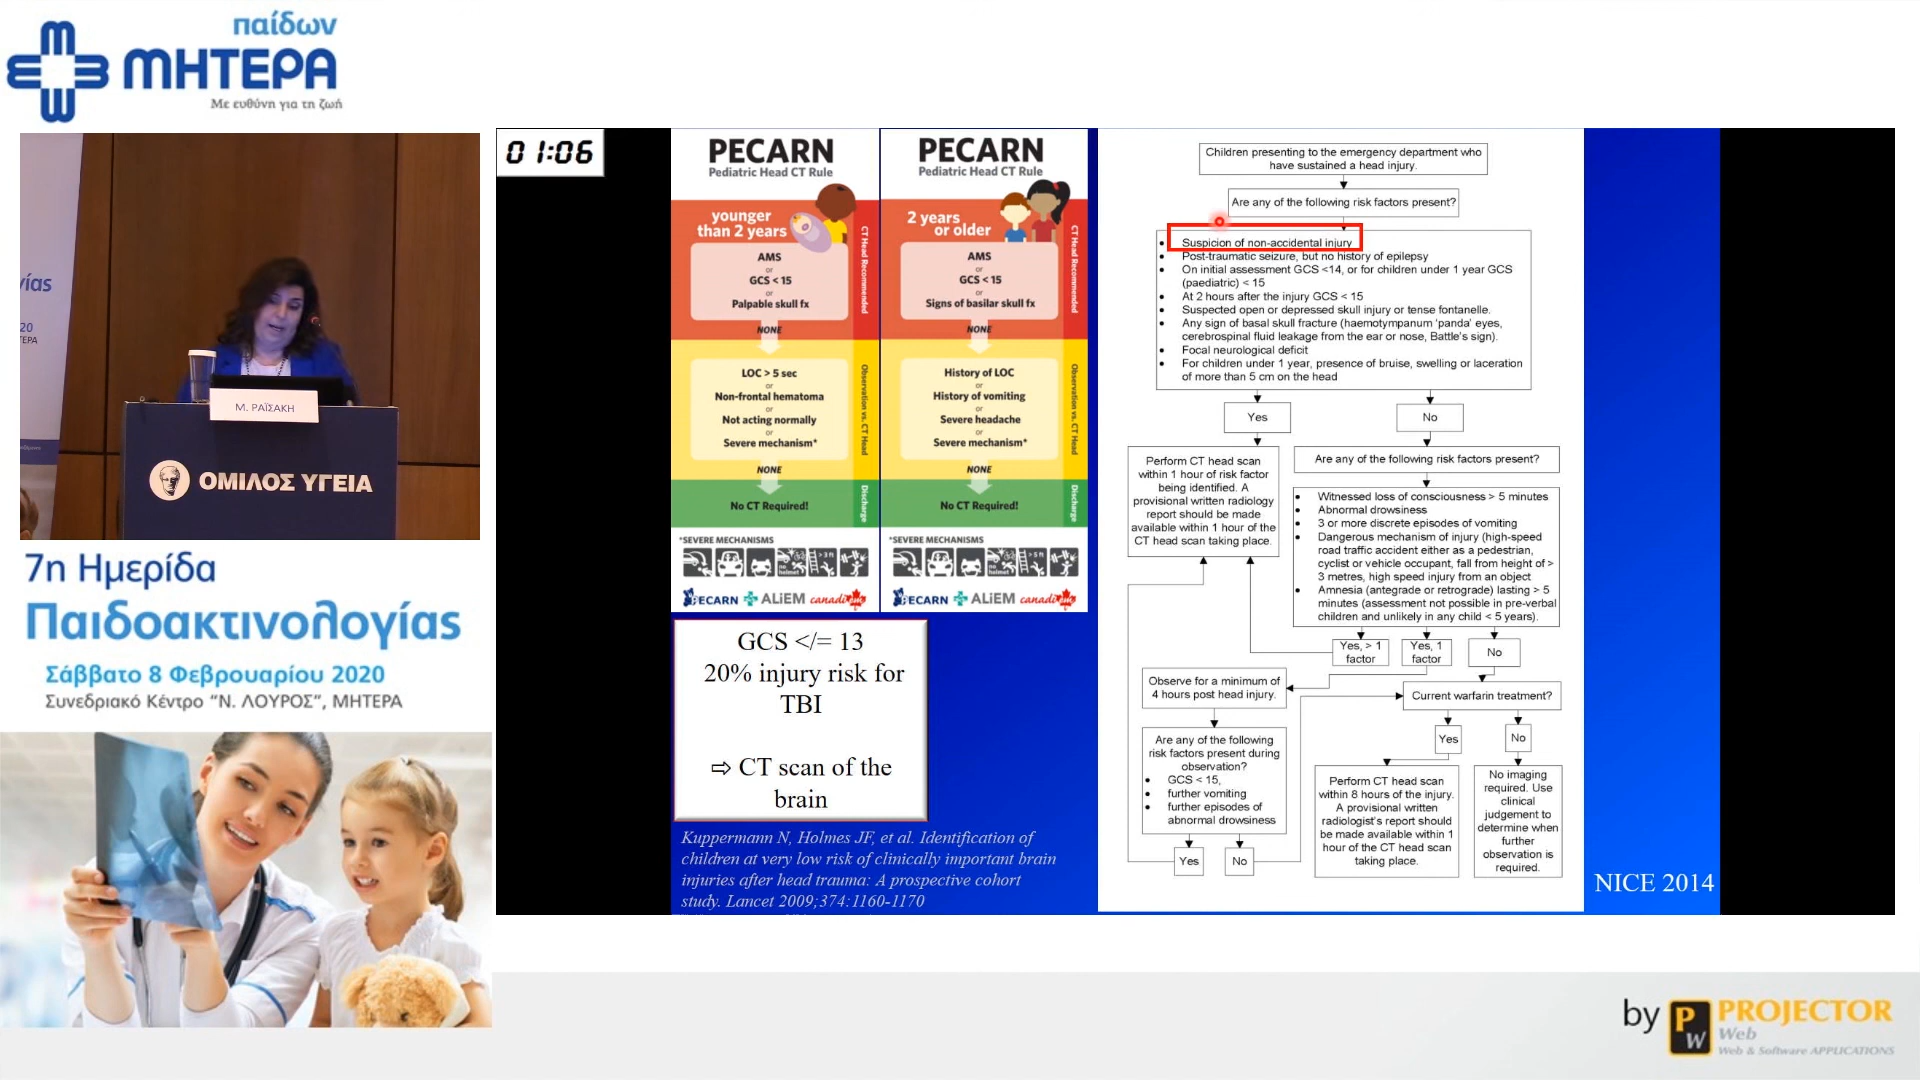 παίδων
ΜΗΤΕΡΑ
Με ευθύνη για τη ζωή
ίας
20
ΤΕΡΑ
Μ. ΡΑΪΣΑΚΗ
ΟΜΙΛΟΣ ΥΓΕΙΑ
7η Ημερίδα
Παιδοακτινολογίας
Σάββατο 8 Φεβρουαρίου 2020
Συνεδριακό Κέντρο “Ν. ΛΟΥΡΟΣ”, ΜΗΤΕΡΑ
01:06
PECARN
Pediatric Head CT Rule
younger
than 2 years
AMS
or
GCS < 15
or
Palpable skull fx
CT Head Recommended
NONE
LOC > 5 sec
or
Non-frontal hematoma
or
Not acting normally
or
Severe mechanism*
Observation vs. CT Head
NONE
No CT Required!
Discharge
*SEVERE MECHANISMS
no
helmet
>3 ft
PECARN
ALiEM
canadiem
PECARN
Pediatric Head CT Rule
2 years
or older
AMS
or
GCS < 15
or
Signs of basilar skull fx
CT Head Recommended
NONE
History of LOC
or
History of vomiting
or
Severe headache
or
Severe mechanism*
Observation vs. CT Head
NONE
No CT Required!
Discharge
*SEVERE MECHANISMS
no
helmet
>5 ft
PECARN
ALiEM
canadiem
GCS </= 13
20% injury risk for
TBI
⇨ CT scan of the
brain
Kuppermann N, Holmes JF, et al. Identification of
children at very low risk of clinically important brain
injuries after head trauma: A prospective cohort
study. Lancet 2009;374:1160-1170
Children presenting to the emergency department who
have sustained a head injury.
Are any of the following risk factors present?
• Suspicion of non-accidental injury
• Post-traumatic seizure, but no history of epilepsy
• On initial assessment GCS <14, or for children under 1 year GCS
(paediatric) < 15
• At 2 hours after the injury GCS < 15
• Suspected open or depressed skull injury or tense fontanelle.
• Any sign of basal skull fracture (haemotympanum ‘panda’ eyes,
cerebrospinal fluid leakage from the ear or nose, Battle’s sign).
• Focal neurological deficit
• For children under 1 year, presence of bruise, swelling or laceration
of more than 5 cm on the head
Yes
No
Perform CT head scan
within 1 hour of risk factor
being identified. A
provisional written radiology
report should be made
available within 1 hour of the
CT head scan taking place.
Are any of the following risk factors present?
• Witnessed loss of consciousness > 5 minutes
• Abnormal drowsiness
• 3 or more discrete episodes of vomiting
• Dangerous mechanism of injury (high-speed
road traffic accident either as a pedestrian,
cyclist or vehicle occupant, fall from height of >
3 metres, high speed injury from an object
• Amnesia (antegrade or retrograde) lasting > 5
minutes (assessment not possible in pre-verbal
children and unlikely in any child < 5 years).
Yes, > 1
factor
Yes, 1
factor
No
Observe for a minimum of
4 hours post head injury.
Current warfarin treatment?
Yes
No
Are any of the following
risk factors present during
observation?
• GCS < 15,
• further vomiting
• further episodes of
abnormal drowsiness
Yes
No
Perform CT head scan
within 8 hours of the injury.
A provisional written
radiologist’s report should
be made available within 1
hour of the CT head scan
taking place.
No imaging
required. Use
clinical
judgement to
determine when
further
observation is
required.
NICE 2014
by PW PROJECTOR
Web
Web & Software APPLICATIONS